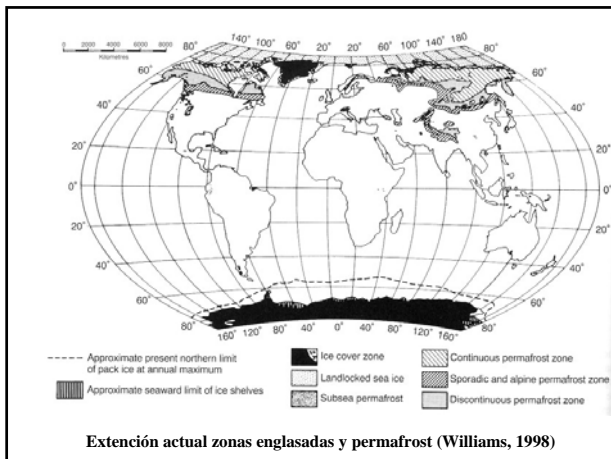 0 2000 4000 6000 8000
Kilometres
80° 140° 100° 60° 20° 20° 60° 100° 140° 180
80°
60° 60°
40° 40°
20° 20°
0° 0°
20° 20°
40° 40°
60° 60°
80° 80°
160° 120° 80° 40° 0° 40° 80° 120° 160°
Approximate present northern limit
of pack ice at annual maximum
Approximate seaward limit of ice shelves
Ice cover zone
Landlocked sea ice
Subsea permafrost
Continuous permafrost zone
Sporadic and alpine permafrost zone
Discontinuous permafrost zone
Extención actual zonas englasadas y permafrost (Williams, 1998)